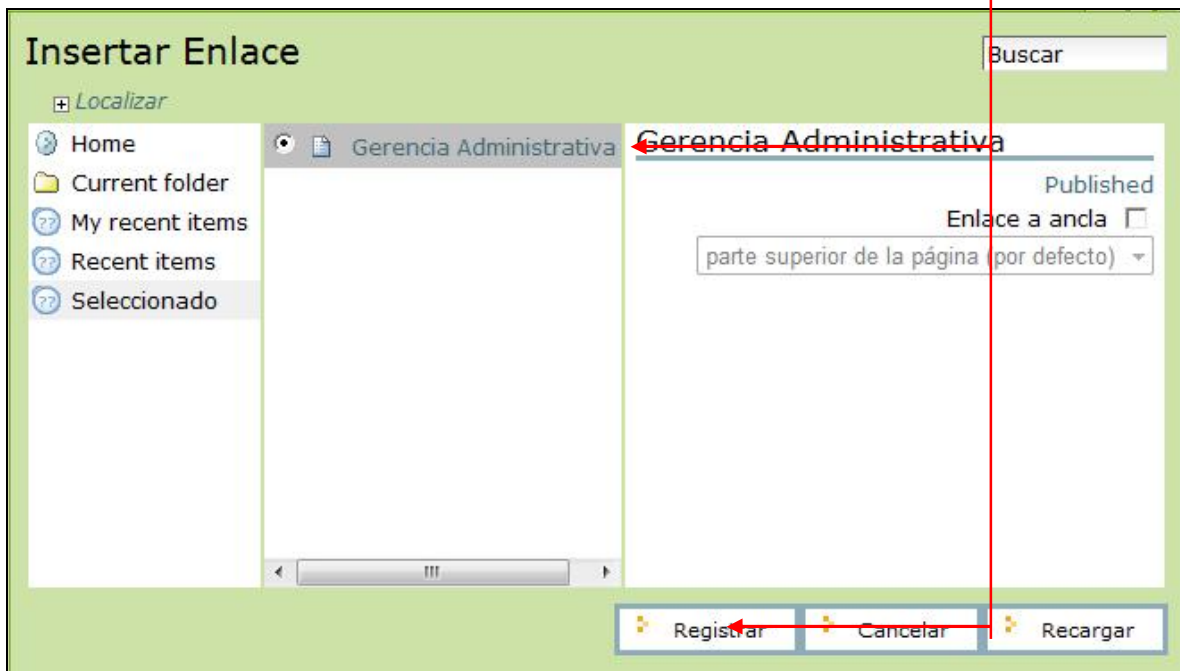 Insertar Enlace
Buscar
Localizar
Home
Current folder
My recent items
Recent items
Seleccionado
Gerencia Administrativa
Gerencia Administrativa
Published
Enlace a ancla
parte superior de la página (por defecto)
Registrar
Cancelar
Recargar